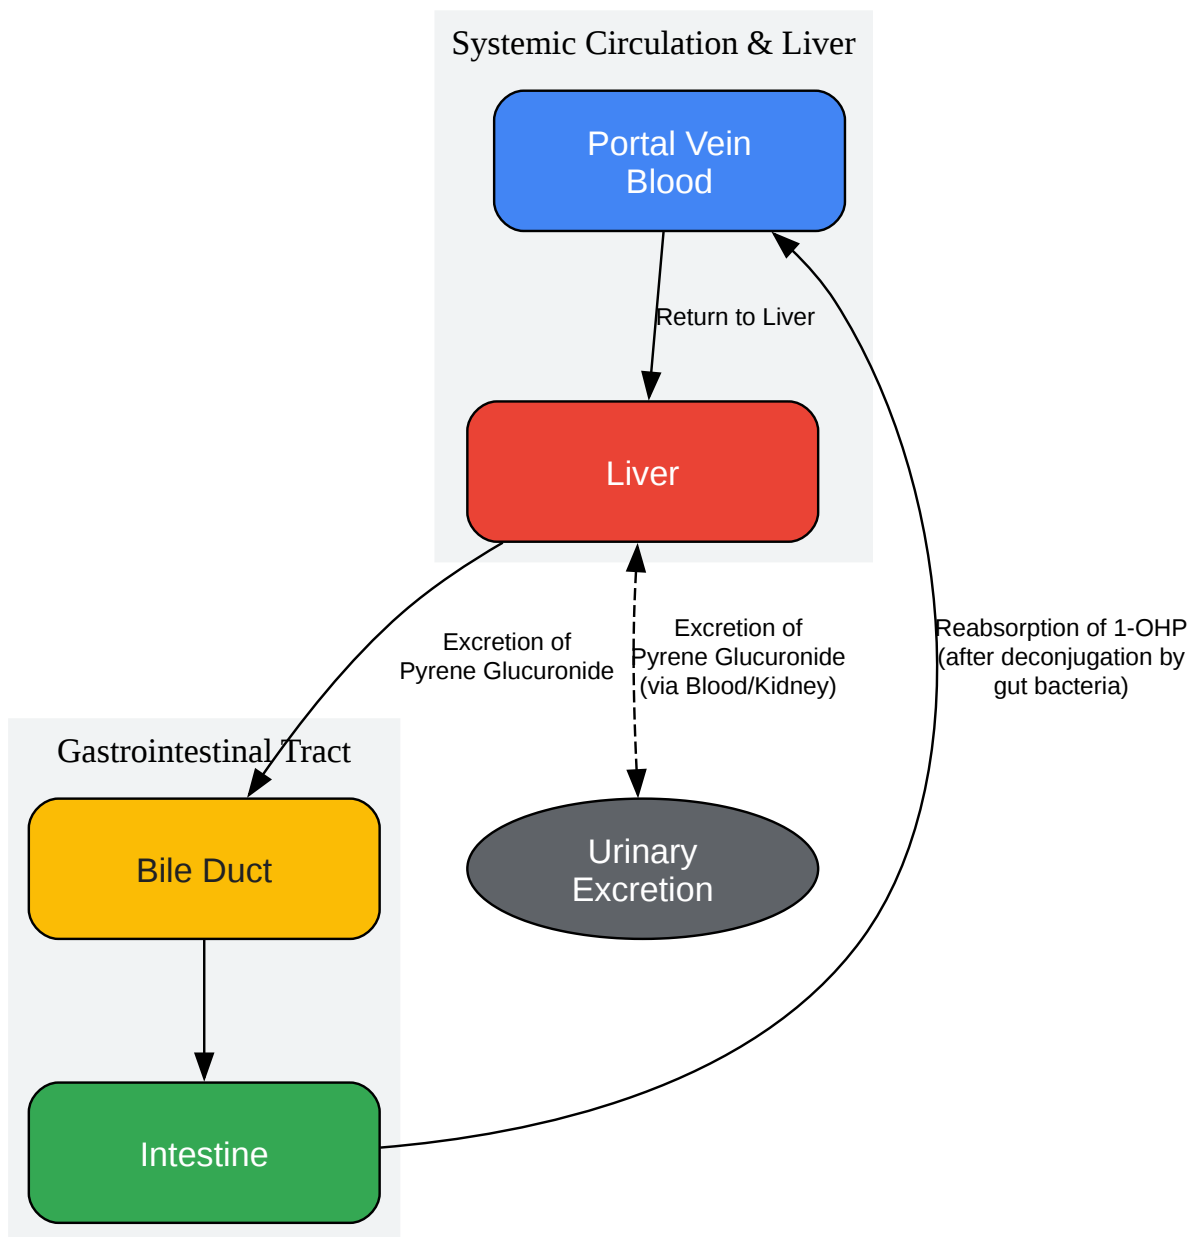 Systemic Circulation & Liver
Portal Vein
Blood
Return to Liver
Liver
Excretion of
Pyrene Glucuronide
Excretion of
Pyrene Glucuronide
(via Blood/Kidney)
Reabsorption of 1-OHP
(after deconjugation by
gut bacteria)
Gastrointestinal Tract
Bile Duct
Urinary
Excretion
Intestine